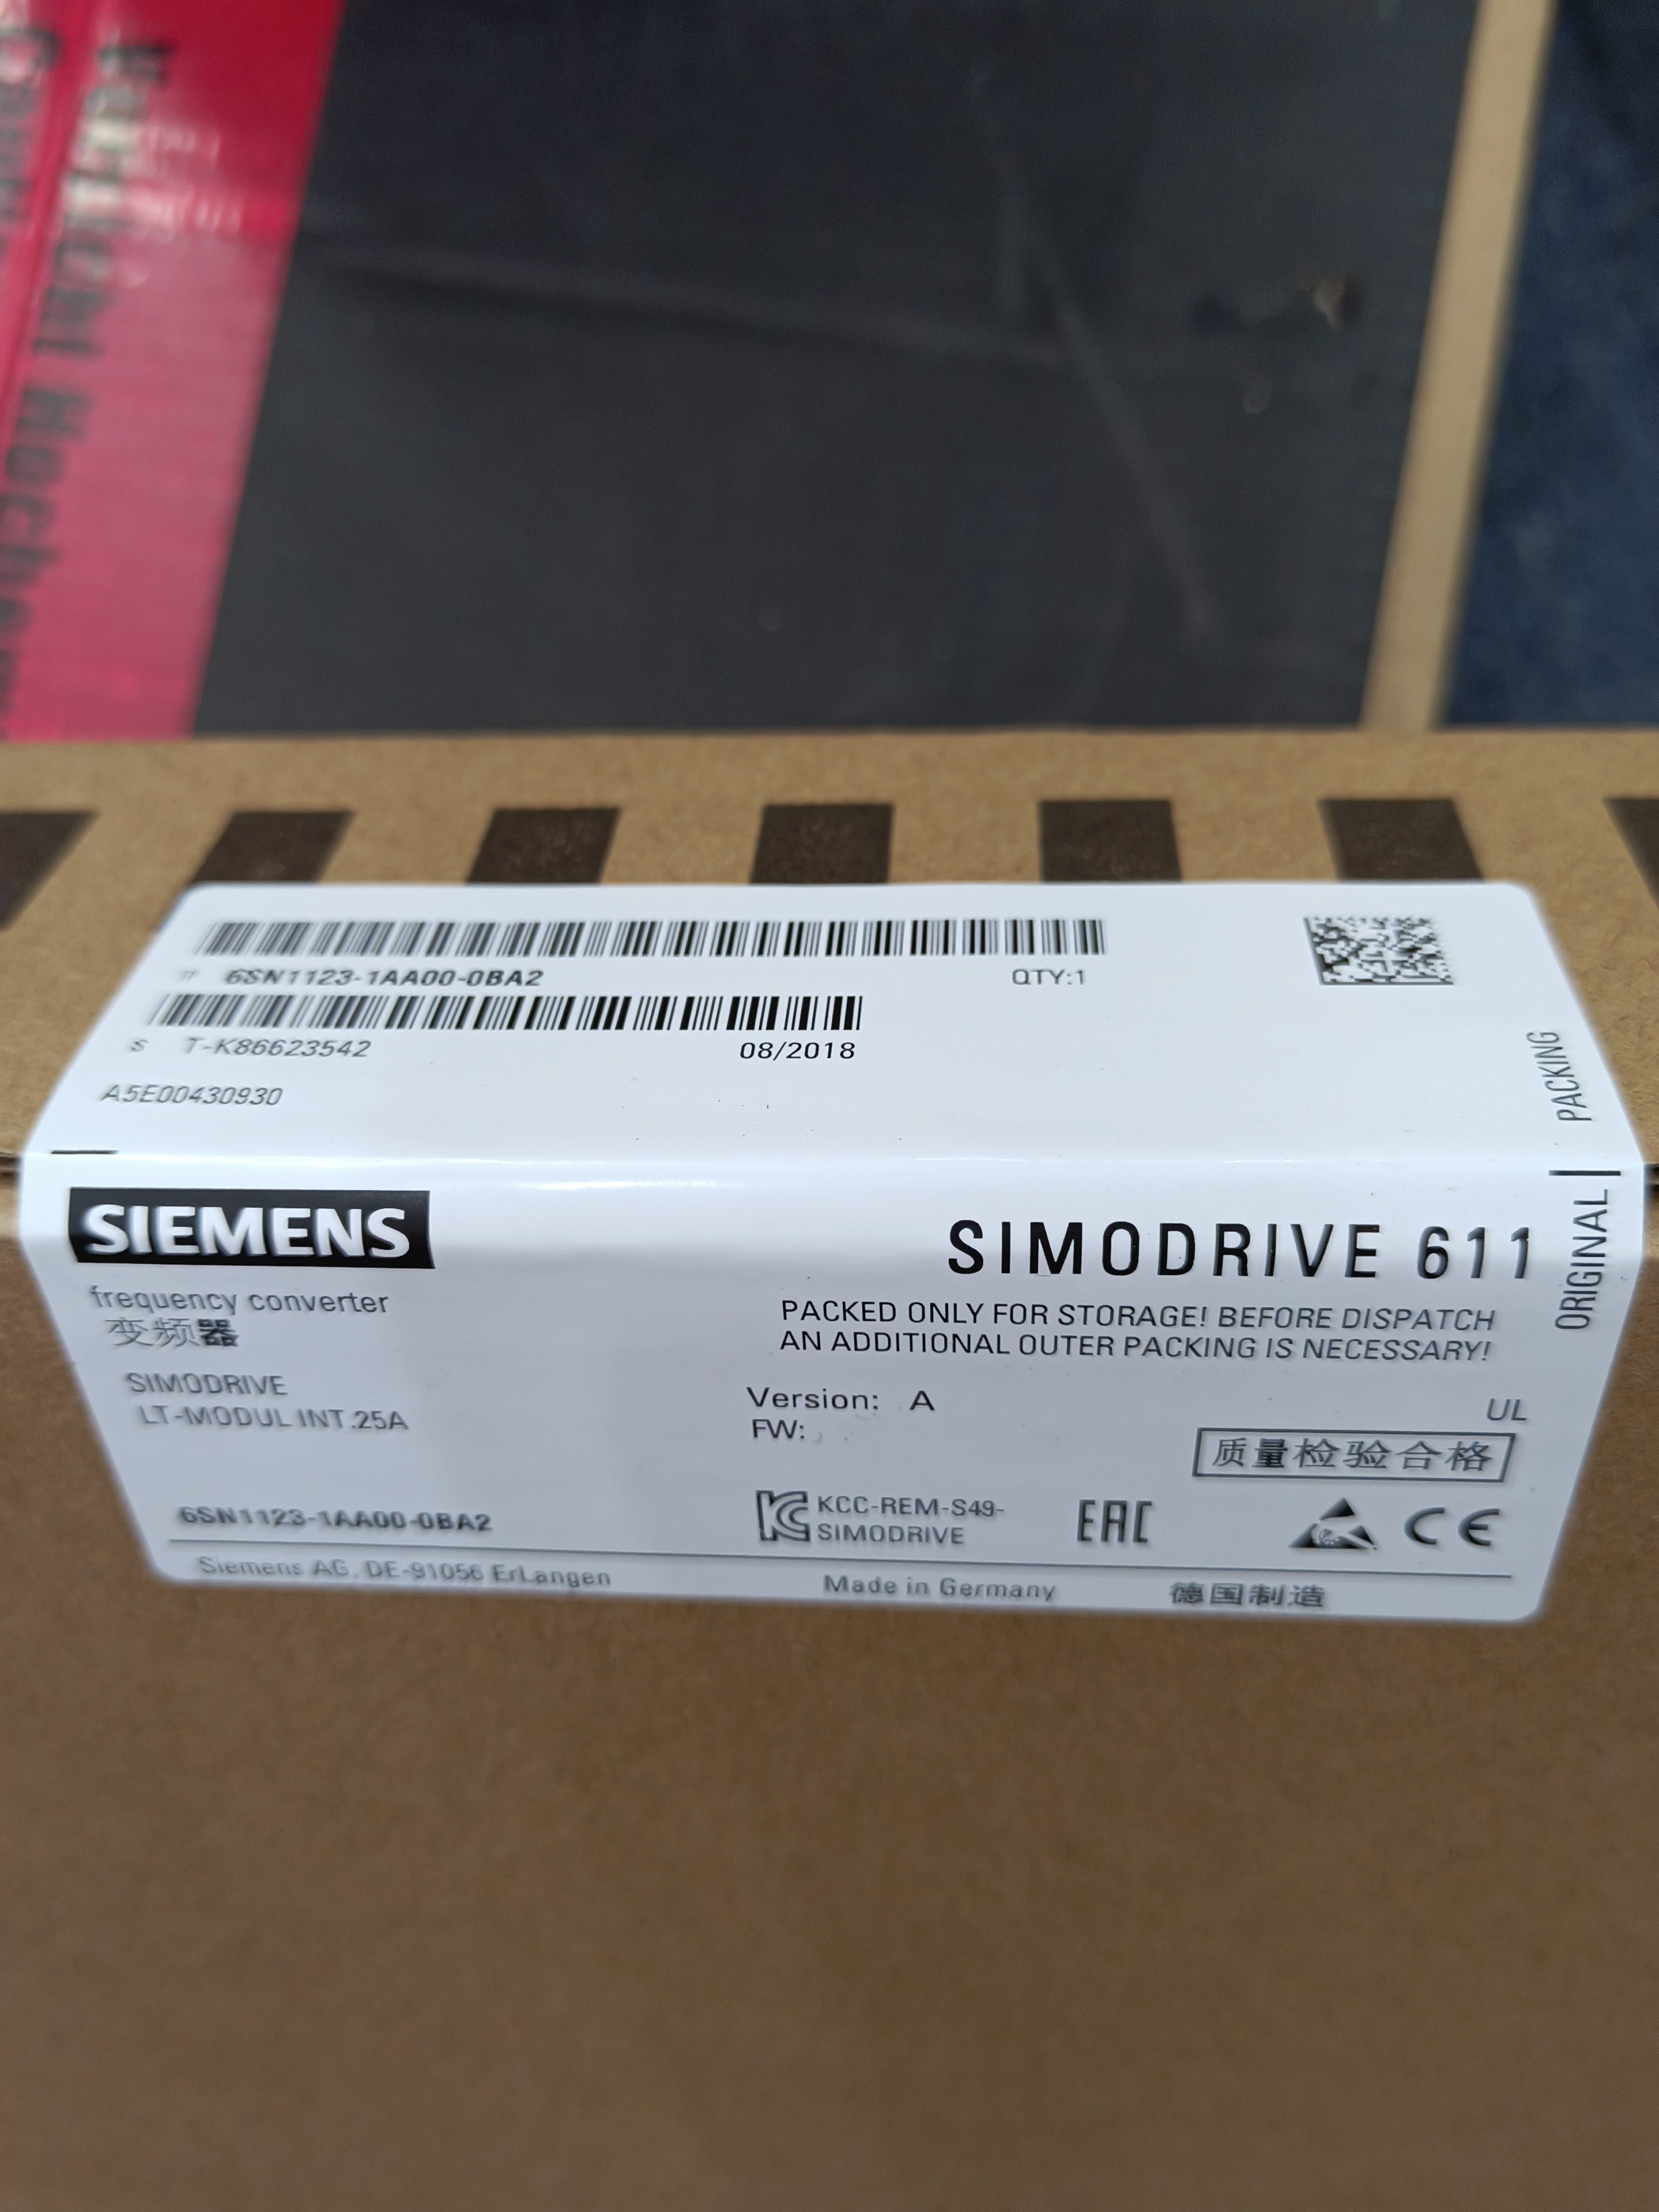 Vorsicht Hoch
1P 6SN1123-1AA00-0BA2 QTY:1
S T-K86623542 08/2018
A5E00430930
ORIGINAL PACKING
SIEMENS SIMODRIVE 611
frequency converter
变频器
PACKED ONLY FOR STORAGE! BEFORE DISPATCH
AN ADDITIONAL OUTER PACKING IS NECESSARY!
SIMODRIVE
LT-MODUL INT.25A
Version: A
FW:
UL
质量检验合格
6SN1123-1AA00-0BA2
KCC-REM-S49-
SIMODRIVE
EAC
CE
Siemens AG, DE-91056 ErLangen Made in Germany 德国制造